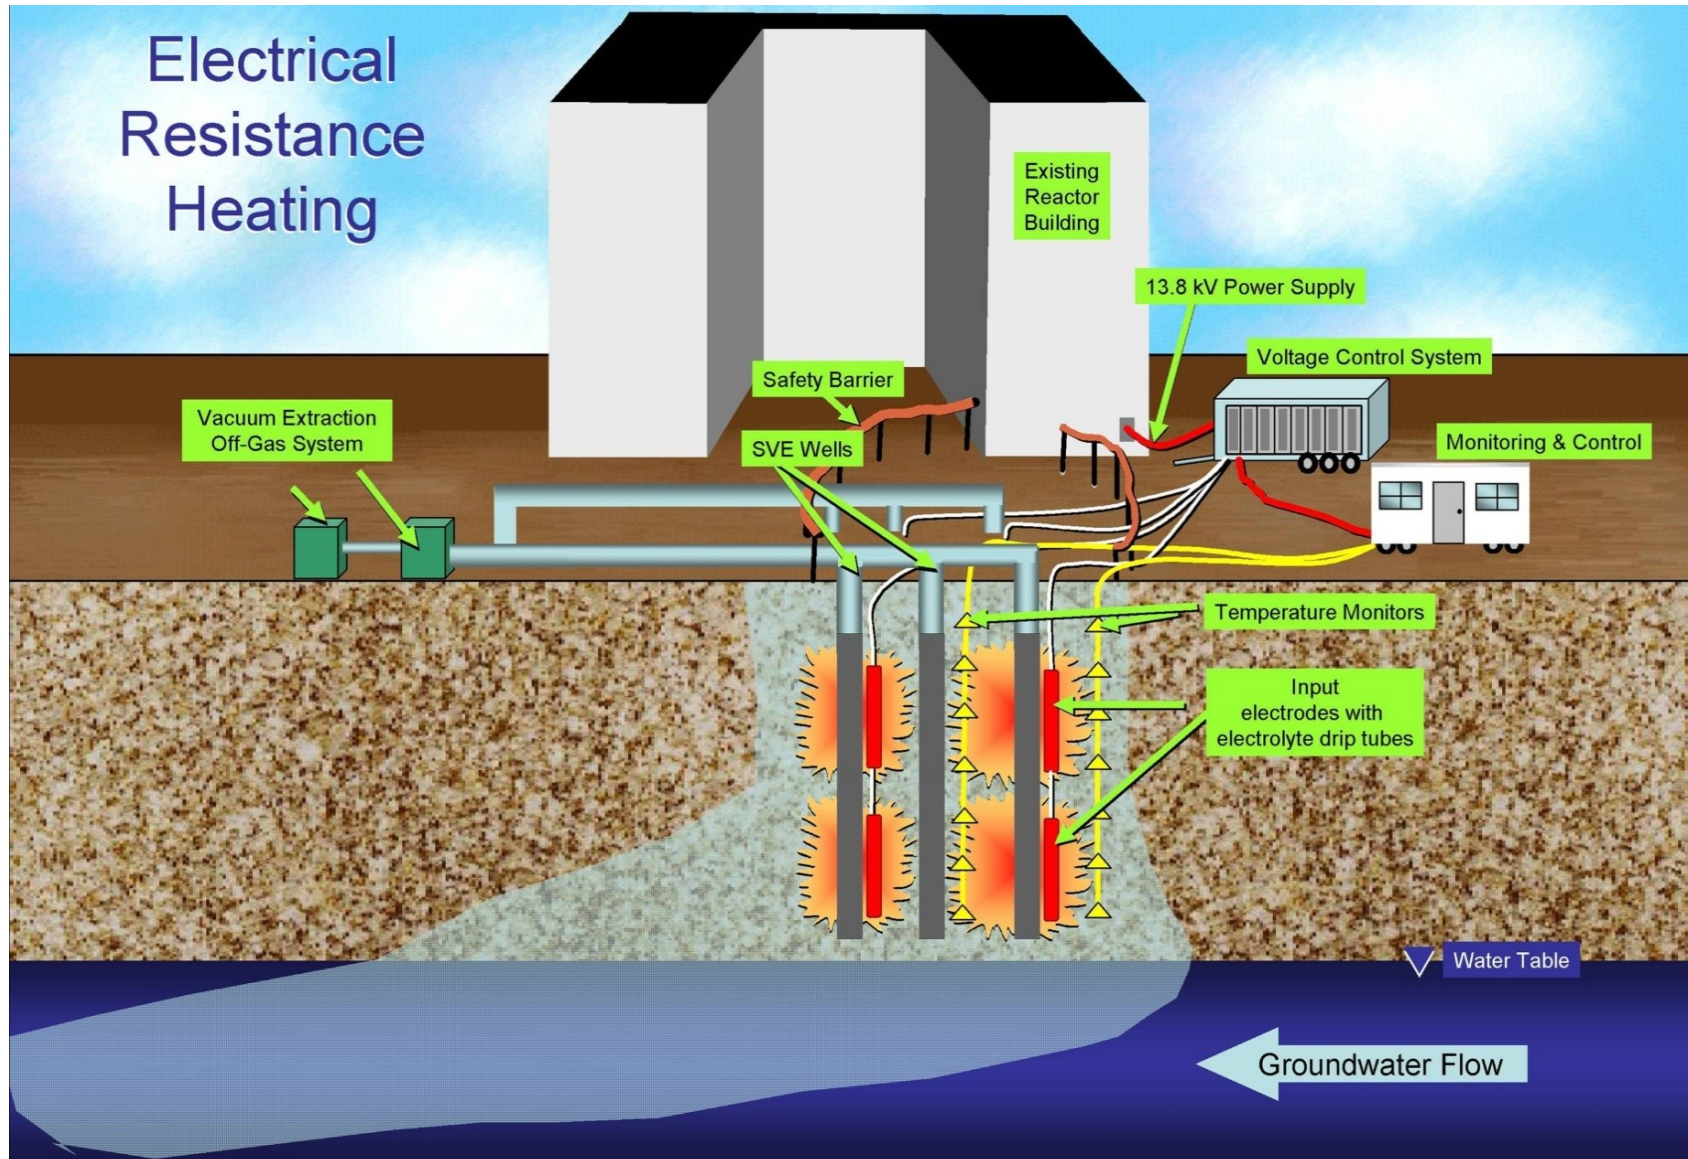 Electrical
Resistance
Heating
Existing
Reactor
Building
13.8 kV Power Supply
Voltage Control System
Safety Barrier
Vacuum Extraction
Off-Gas System
SVE Wells
Monitoring & Control
Temperature Monitors
Input
electrodes with
electrolyte drip tubes
Water Table
Groundwater Flow